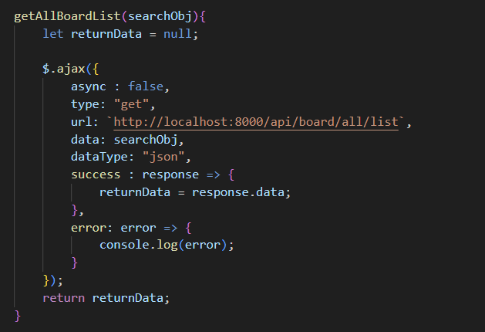 getAllBoardList(searchObj){
    let returnData = null;

    $.ajax({
        async : false,
        type: "get",
        url: `http://localhost:8000/api/board/all/list`,
        data: searchObj,
        dataType: "json",
        success : response => {
            returnData = response.data;
        },
        error: error => {
            console.log(error);
        }
    });
    return returnData;
}